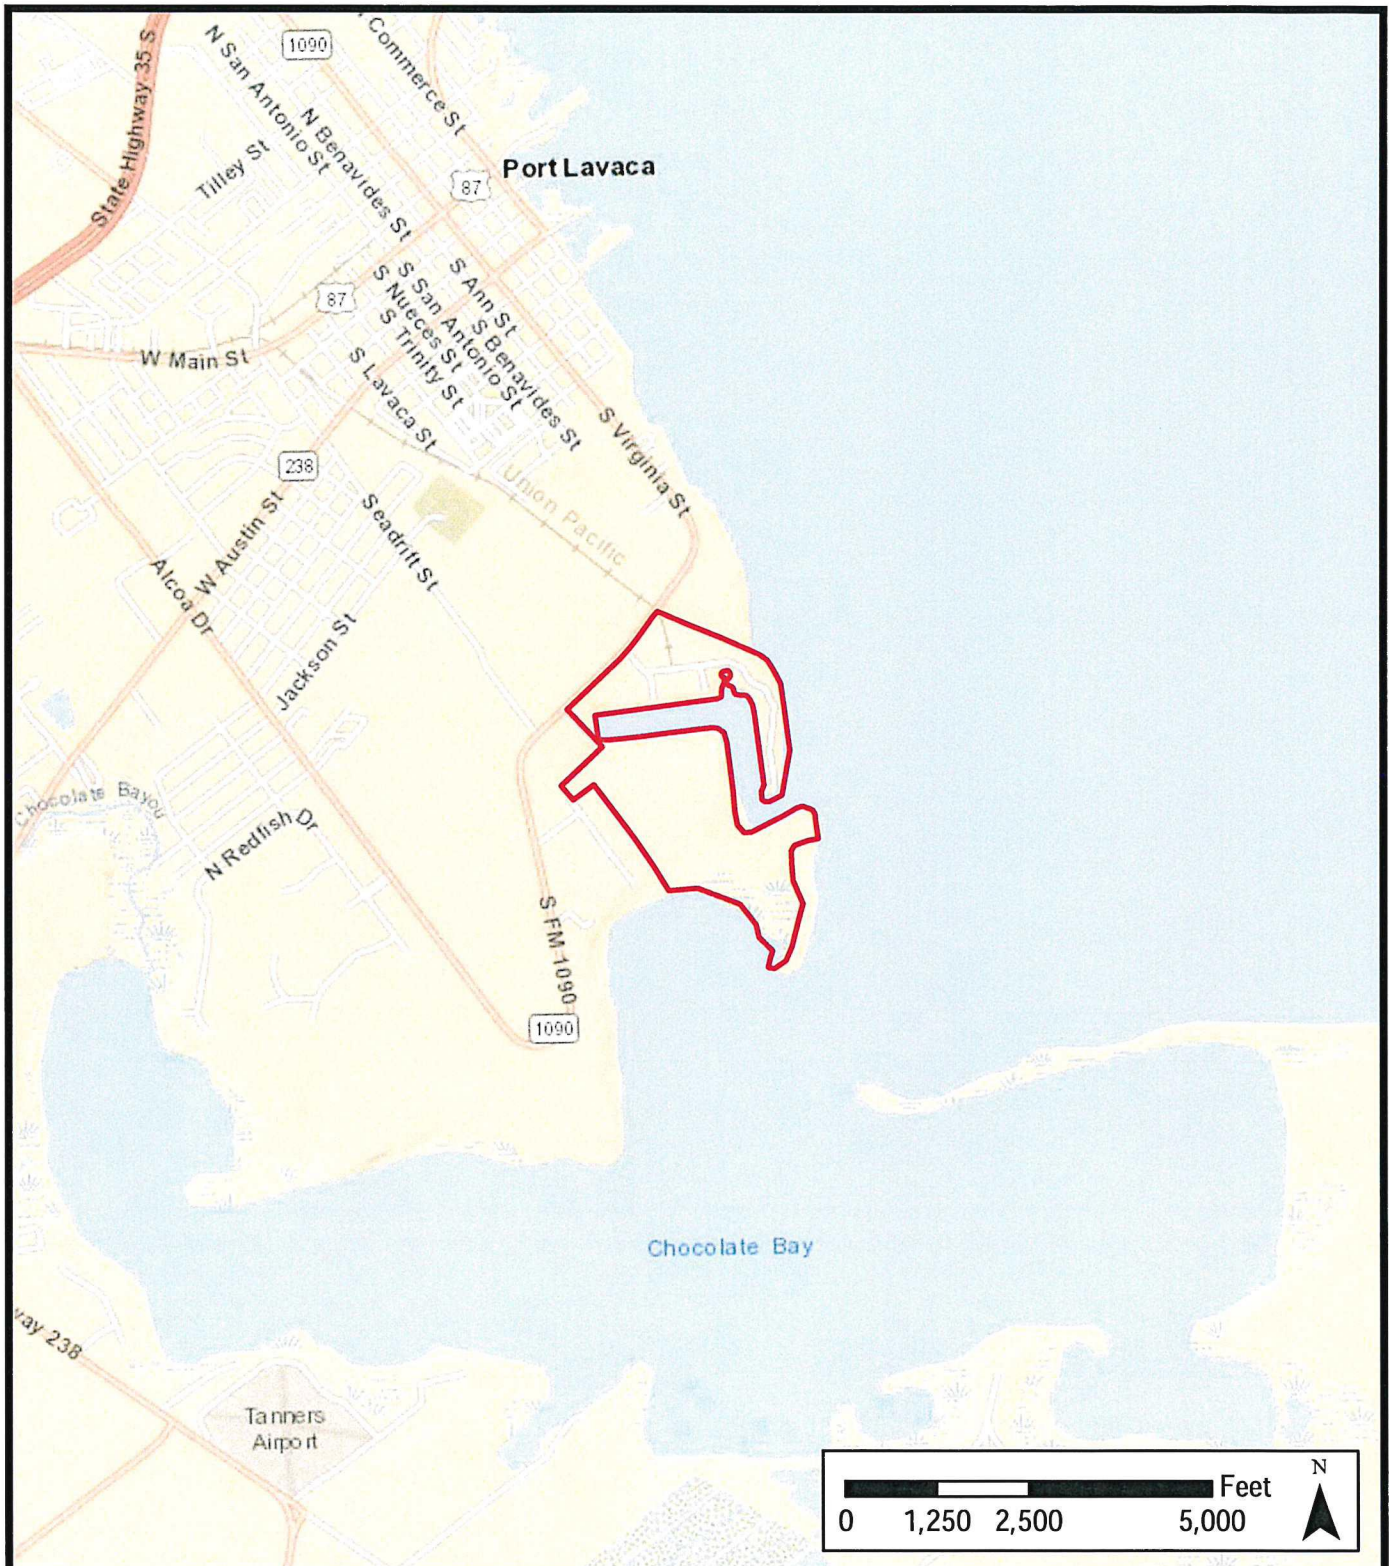 1090
Commerce St
N San Antonio St
State Highway 35 S
N Benavides St
Tilley St
Port Lavaca
87
S Ann St
S San Antonio St
S Nueces St
87
S Benavides St
S Trinity St
W Main St
S Lavaca St
S Virginia St
238
Union Pacific
W Austin St
Seadrift St
Alcoa Dr
Jackson St
Chocolate Bayou
N Redfish Dr
S FM 1090
1090
Chocolate Bay
way 238
Tanners
Airport
Feet
N
0 1,250 2,500 5,000